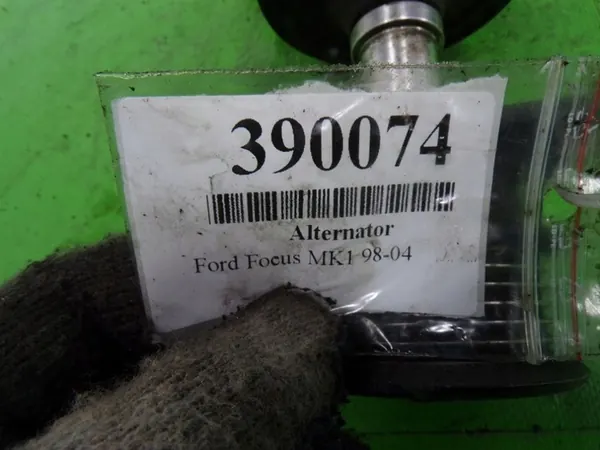 390074
Alternator
Ford Focus MK1 98-04